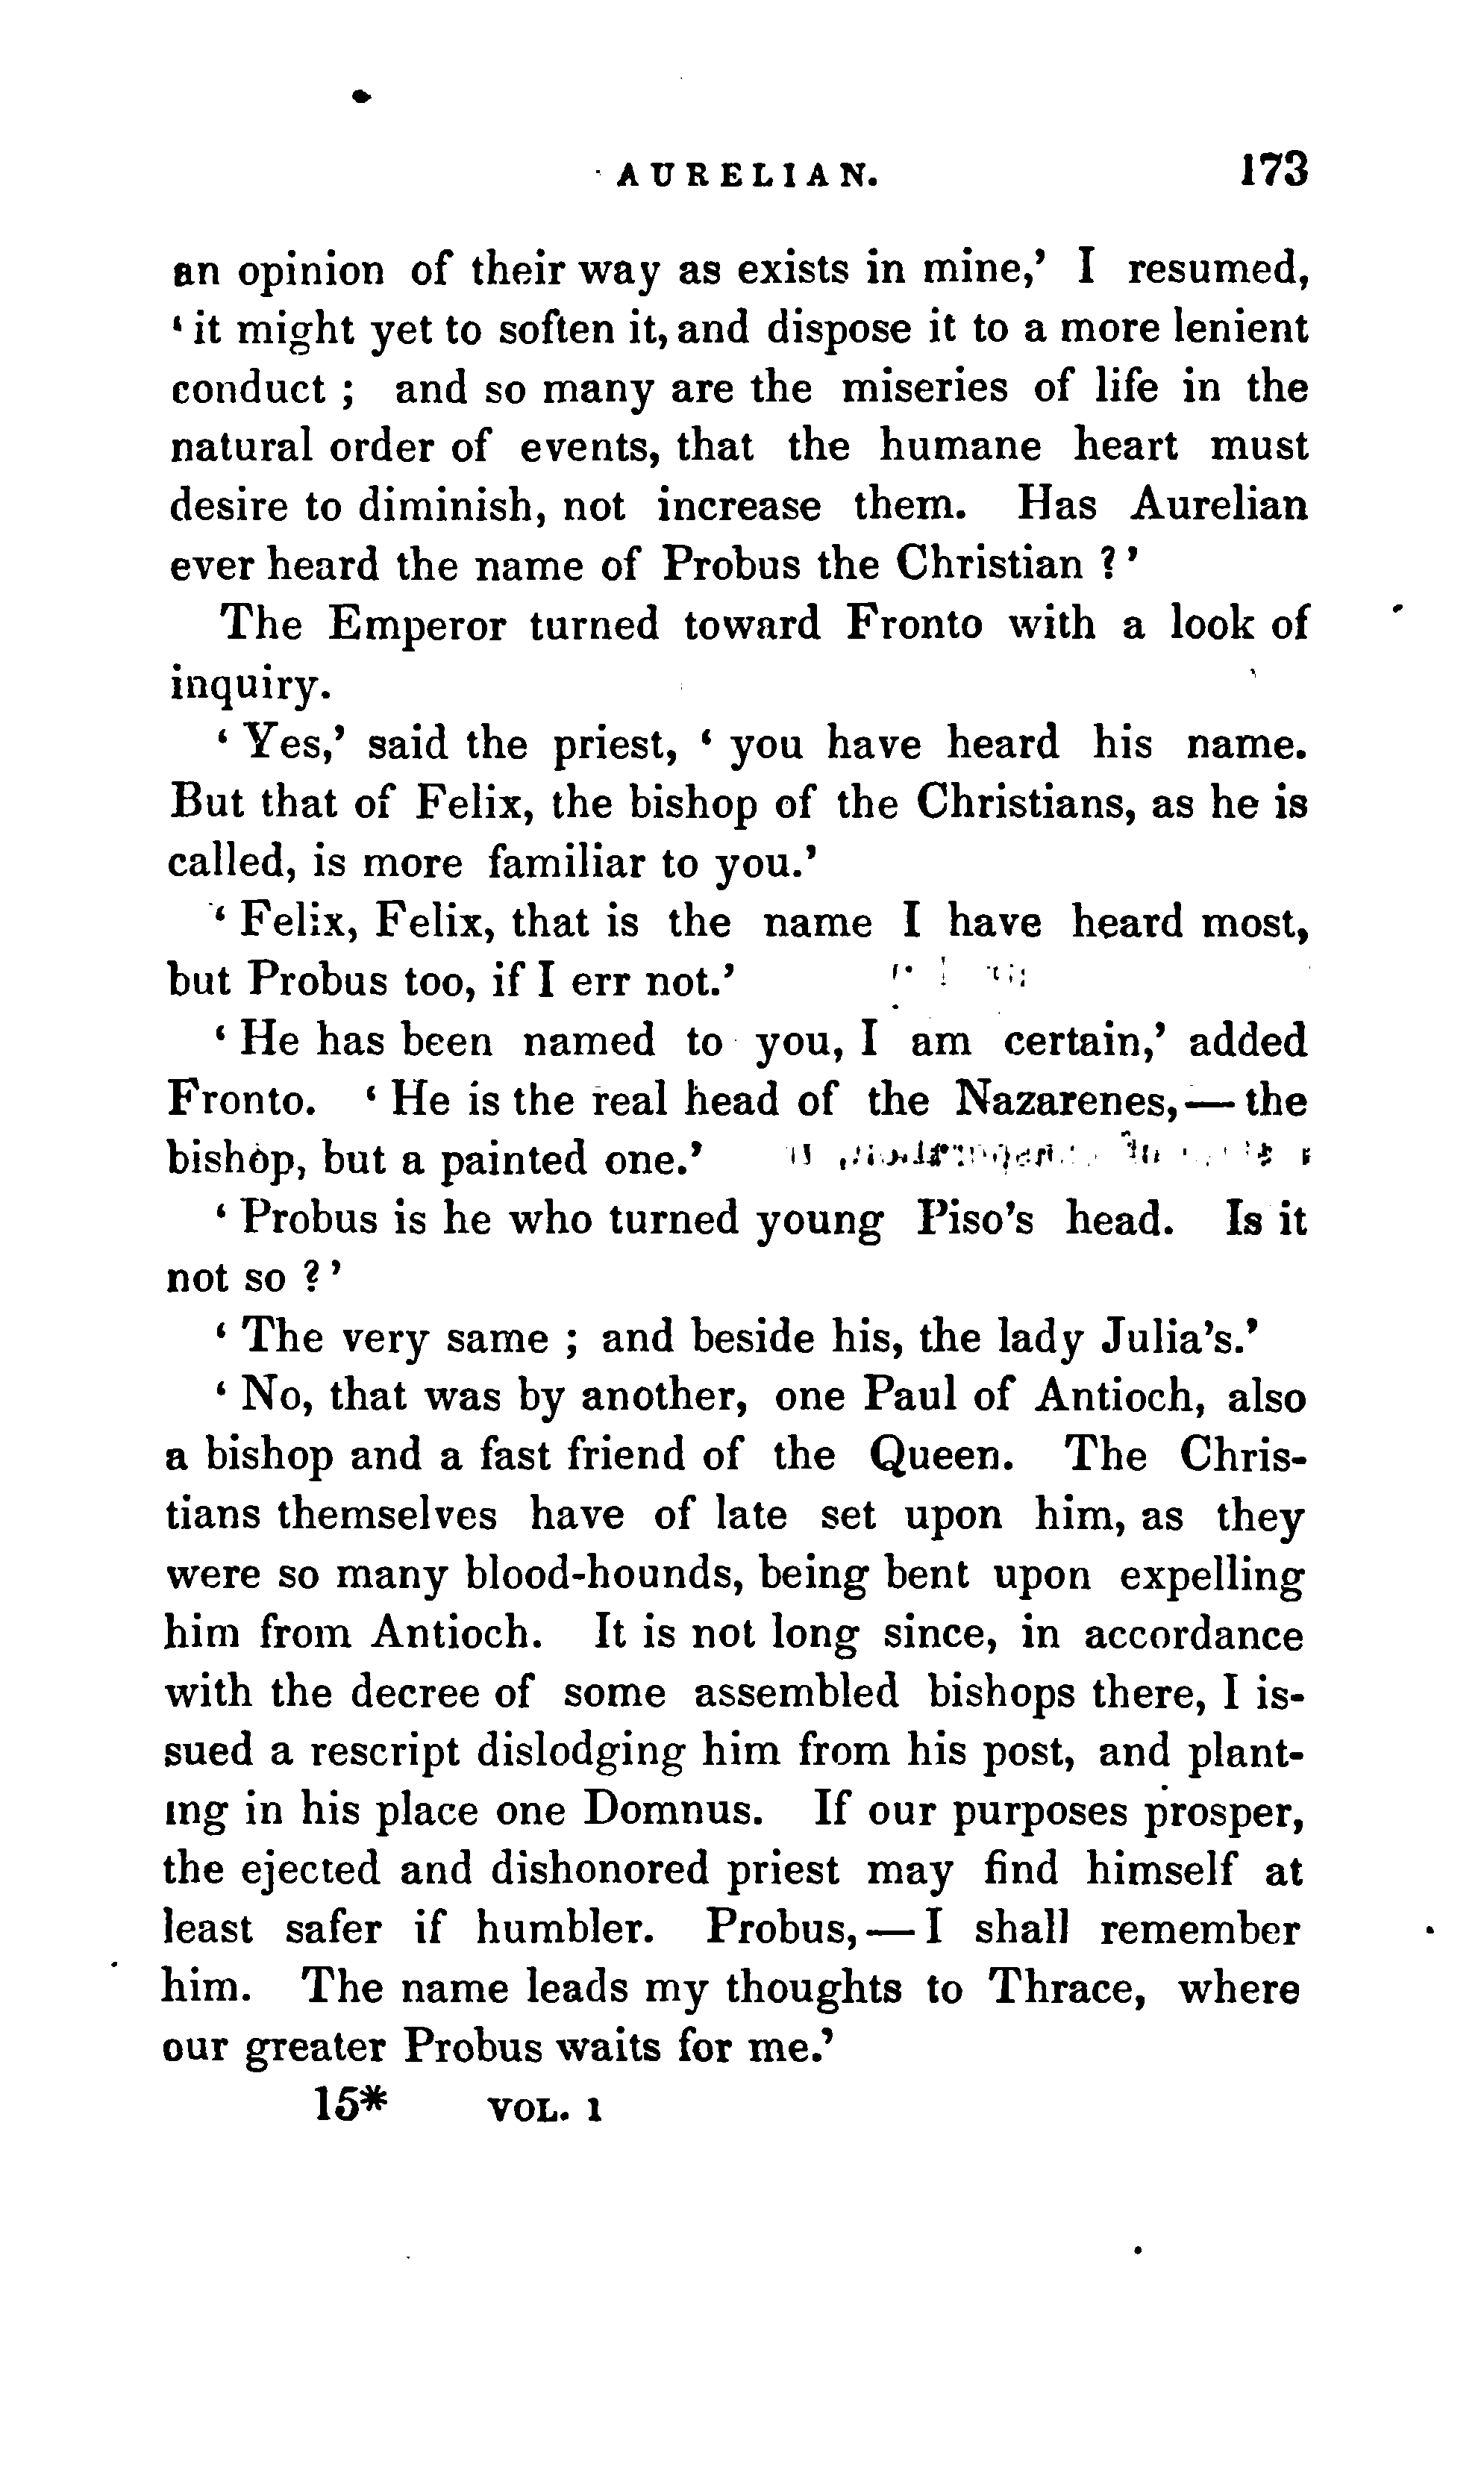 AURELIAN. 173
an opinion of their way as exists in mine,’ I resumed,
‘ it might yet to soften it, and dispose it to a more lenient
conduct ; and so many are the miseries of life in the
natural order of events, that the humane heart must
desire to diminish, not increase them. Has Aurelian
ever heard the name of Probus the Christian ? ’
The Emperor turned toward Fronto with a look of
inquiry.
‘ Yes,’ said the priest, ‘ you have heard his name.
But that of Felix, the bishop of the Christians, as he is
called, is more familiar to you.’
‘ Felix, Felix, that is the name I have heard most,
but Probus too, if I err not.’
‘ He has been named to you, I am certain,’ added
Fronto. ‘ He is the real head of the Nazarenes, — the
bishop, but a painted one.’
‘ Probus is he who turned young Piso’s head. Is it
not so ? ’
‘ The very same ; and beside his, the lady Julia’s.’
‘ No, that was by another, one Paul of Antioch, also
a bishop and a fast friend of the Queen. The Chris-
tians themselves have of late set upon him, as they
were so many blood-hounds, being bent upon expelling
him from Antioch. It is not long since, in accordance
with the decree of some assembled bishops there, I is-
sued a rescript dislodging him from his post, and plant-
ing in his place one Domnus. If our purposes prosper,
the ejected and dishonored priest may find himself at
least safer if humbler. Probus, — I shall remember
him. The name leads my thoughts to Thrace, where
our greater Probus waits for me.’
15* VOL. 1